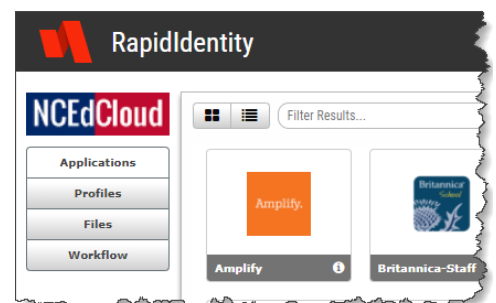 RapidIdentity
NCEdCloud
Filter Results...
Applications
Profiles
Files
Workflow
Amplify.
Britannica
School
Amplify
Britannica-Staff